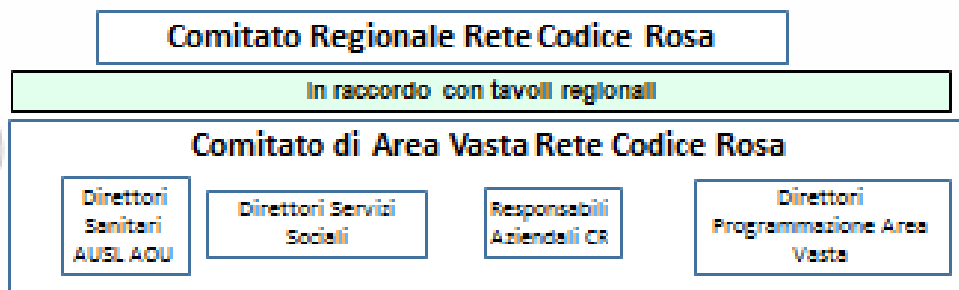 Comitato Regionale Rete Codice Rosa
In raccordo con tavoli regionali
Comitato di Area Vasta Rete Codice Rosa
Direttori
Sanitari
AUSL AOU
Direttori Servizi
Sociali
Responsabili
Aziendali CR
Direttori
Programmazione Area
Vasta